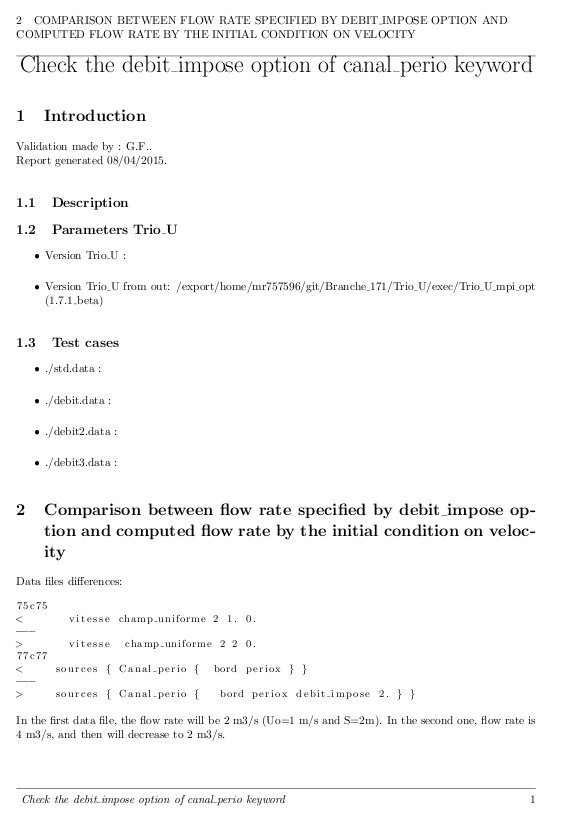 2 COMPARISON BETWEEN FLOW RATE SPECIFIED BY DEBIT_IMPOSE OPTION AND
COMPUTED FLOW RATE BY THE INITIAL CONDITION ON VELOCITY
Check the debit_impose option of canal_perio keyword
1 Introduction
Validation made by : G.F..
Report generated 08/04/2015.
1.1 Description
1.2 Parameters Trio_U
• Version Trio_U :
• Version Trio_U from out: /export/home/mr757596/git/Branche_171/Trio_U/exec/Trio_U_mpi_opt
(1.7.1_beta)
1.3 Test cases
• ./std.data :
• ./debit.data :
• ./debit2.data :
• ./debit3.data :
2 Comparison between flow rate specified by debit_impose op-
tion and computed flow rate by the initial condition on veloc-
ity
Data files differences:
75c75
< vitesse champ_uniforme 2 1. 0.
---
> vitesse champ_uniforme 2 2 0.
77c77
< sources { Canal_perio { bord periox } }
---
> sources { Canal_perio { bord periox debit_impose 2. } }
In the first data file, the flow rate will be 2 m3/s (Uo=1 m/s and S=2m). In the second one, flow rate is
4 m3/s, and then will decrease to 2 m3/s.
Check the debit_impose option of canal_perio keyword 1